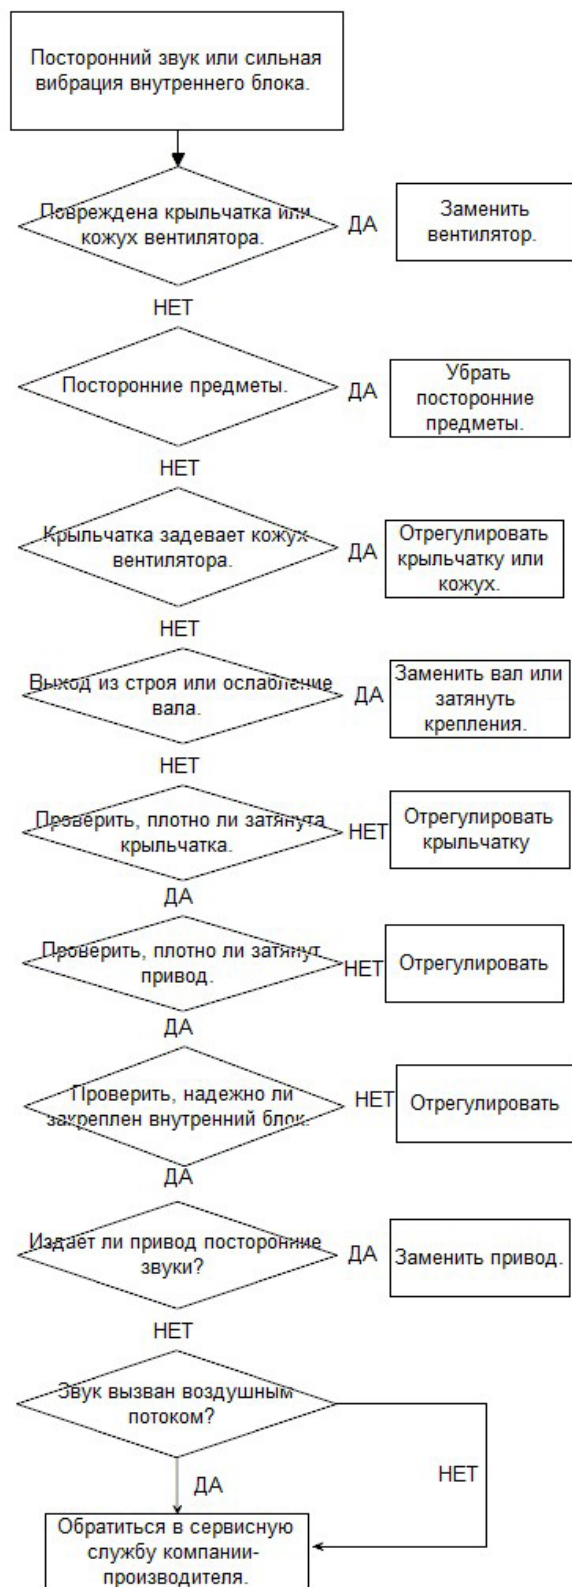 Посторонний звук или сильная
вибрация внутреннего блока.
Повреждена крыльчатка или
кожух вентилятора.
ДА
Заменить
вентилятор.
НЕТ
Посторонние предметы.
ДА
Убрать
посторонние
предметы.
НЕТ
Крыльчатка задевает кожух
вентилятора.
ДА
Отрегулировать
крыльчатку или
кожух.
НЕТ
Выход из строя или ослабление
вала.
ДА
Заменить вал или
затянуть
крепления.
НЕТ
Проверить, плотно ли затянута
крыльчатка.
НЕТ
Отрегулировать
крыльчатку
ДА
Проверить, плотно ли затянут
привод.
НЕТ
Отрегулировать
ДА
Проверить, надежно ли
закреплен внутренний блок.
НЕТ
Отрегулировать
ДА
Издает ли привод посторонние
звуки?
ДА
Заменить привод.
НЕТ
Звук вызван воздушным
потоком?
НЕТ
ДА
Обратиться в сервисную
службу компании-
производителя.